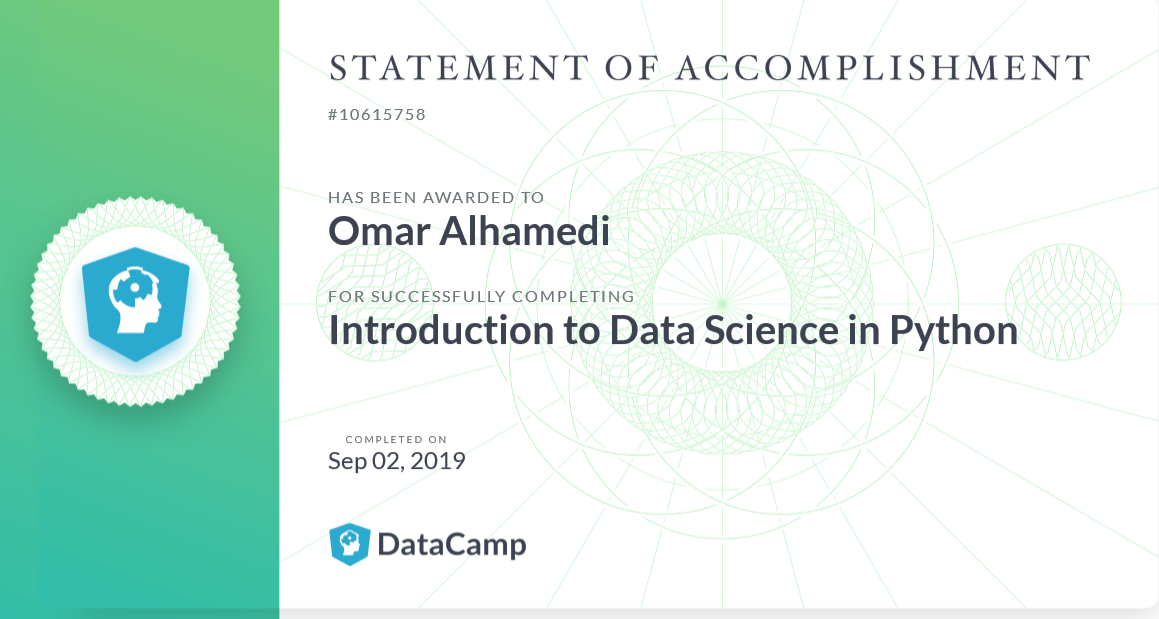 STATEMENT OF ACCOMPLISHMENT
#10615758
HAS BEEN AWARDED TO
Omar Alhamedi
FOR SUCCESSFULLY COMPLETING
Introduction to Data Science in Python
COMPLETED ON
Sep 02, 2019
DataCamp